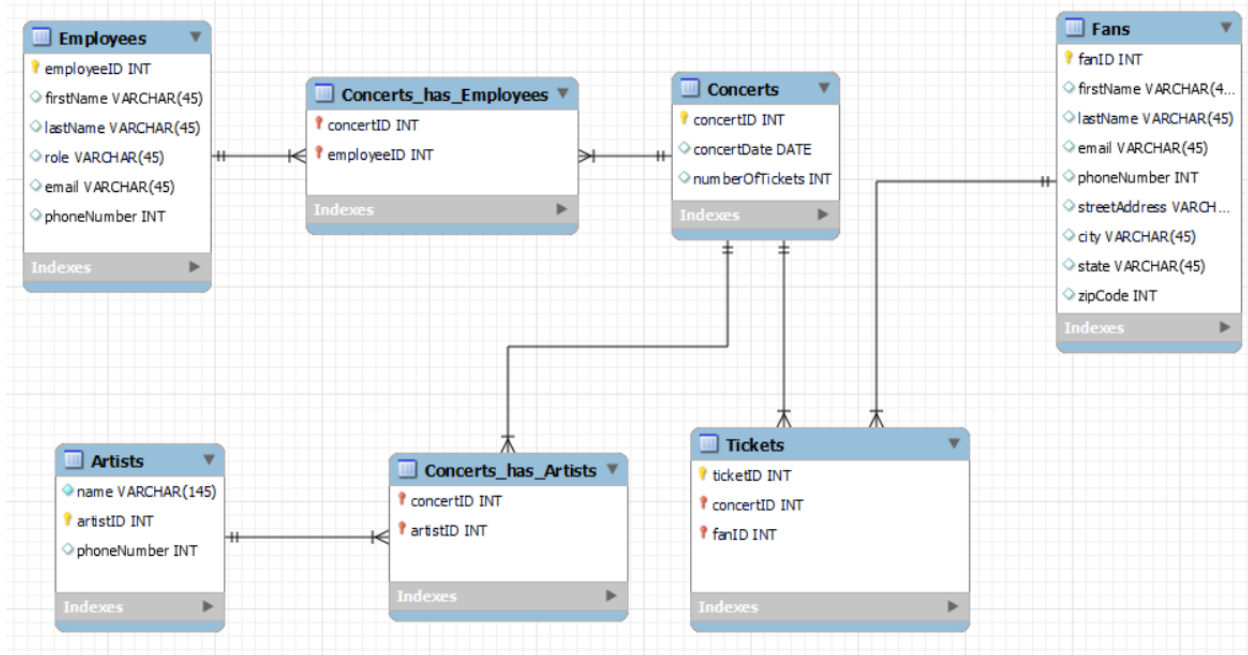 Employees
employeeID INT
firstName VARCHAR(45)
lastName VARCHAR(45)
role VARCHAR(45)
email VARCHAR(45)
phoneNumber INT
Indexes
Concerts_has_Employees
concertID INT
employeeID INT
Indexes
Concerts
concertID INT
concertDate DATE
numberOfTickets INT
Indexes
Fans
fanID INT
firstName VARCHAR(4...
lastName VARCHAR(45)
email VARCHAR(45)
phoneNumber INT
streetAddress VARCH...
city VARCHAR(45)
state VARCHAR(45)
zipCode INT
Indexes
Artists
name VARCHAR(145)
artistID INT
phoneNumber INT
Indexes
Concerts_has_Artists
concertID INT
artistID INT
Indexes
Tickets
ticketID INT
concertID INT
fanID INT
Indexes